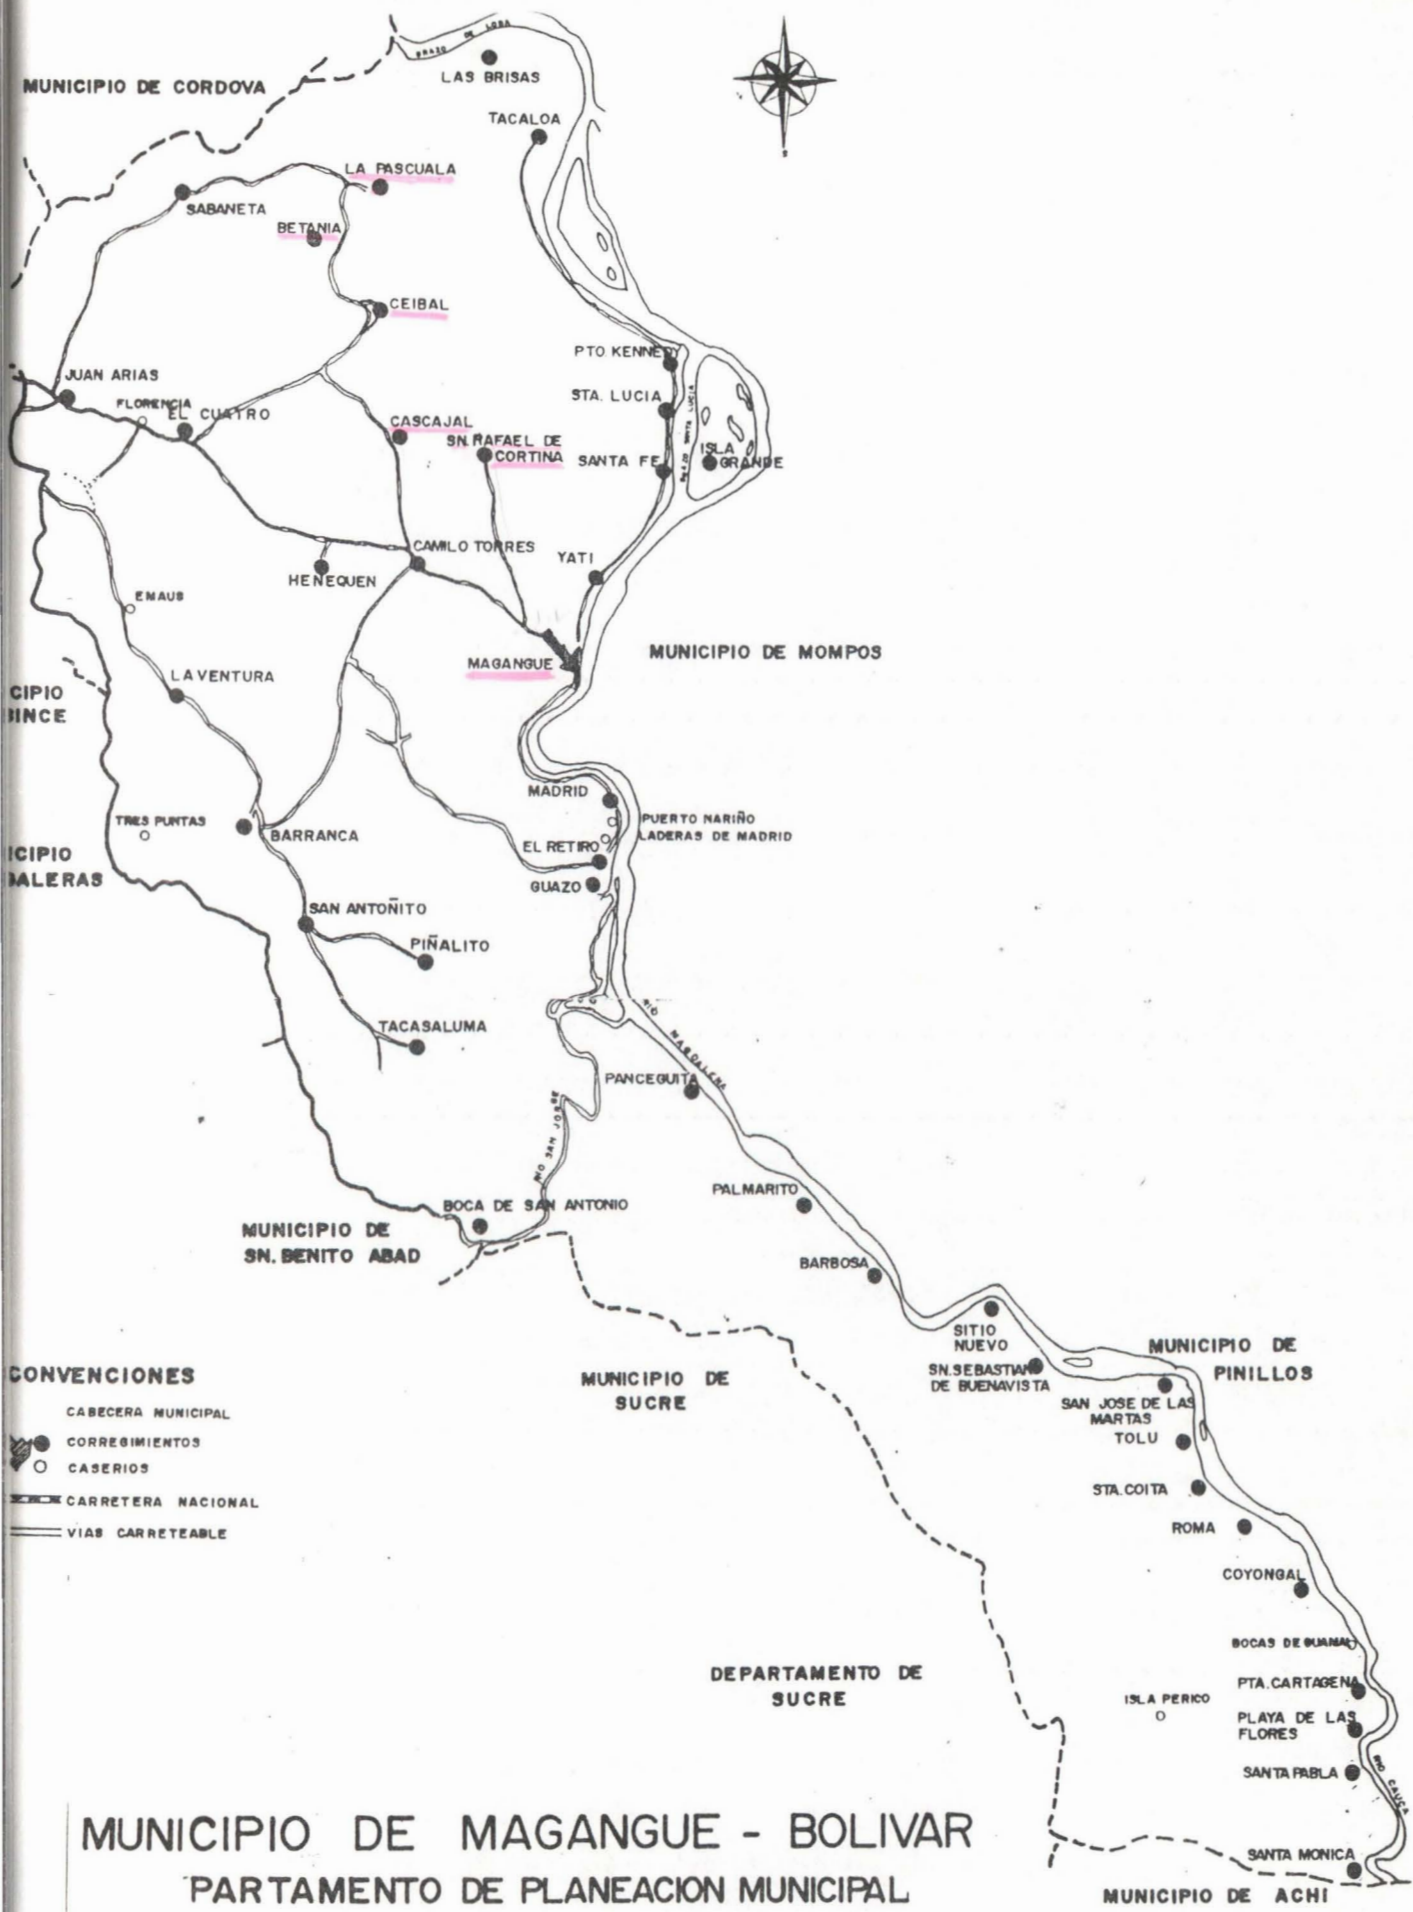 BRAZO DE LOBA
LAS BRISAS
MUNICIPIO DE CORDOVA
TACALOA
LA PASCUALA
SABANETA
BETANIA
CEIBAL
PTO. KENNEDY
JUAN ARIAS
STA. LUCIA
FLORENCIA
EL CUATRO
CASCAJAL
SN. RAFAEL DE
CORTINA
SANTA FE
SANTA LUCIA
ISLA
GRANDE
CAMILO TORRES
YATI
HENEQUEN
EMAUS
MAGANGUE
MUNICIPIO DE MOMPOS
LA VENTURA
CIPIO
INCE
MADRID
TRES PUNTAS
BARRANCA
PUERTO NARIÑO
LADERAS DE MADRID
EL RETIRO
ICIPIO
ALERAS
GUAZO
SAN ANTOÑITO
PIÑALITO
RIO MAGDALENA
TACASALUMA
PANCEGUITA
RIO SAN JORGE
PALMARITO
BOCA DE SAN ANTONIO
MUNICIPIO DE
SN. BENITO ABAD
BARBOSA
SITIO
NUEVO
MUNICIPIO DE
PINILLOS
SN. SEBASTIAN
DE BUENAVISTA
MUNICIPIO DE
SUCRE
SAN JOSE DE LAS
MARTAS
TOLU
CONVENCIONES
CABECERA MUNICIPAL
CORREGIMIENTOS
CASERIOS
CARRETERA NACIONAL
VIAS CARRETEABLE
STA. COITA
ROMA
COYONGAL
BOCAS DE GUAMAL
DEPARTAMENTO DE
SUCRE
PTA. CARTAGENA
ISLA PERICO
PLAYA DE LAS
FLORES
SANTA PABLA
RIO CAUCA
SANTA MONICA
MUNICIPIO DE ACHI
MUNICIPIO DE MAGANGUE - BOLIVAR
PARTAMENTO DE PLANEACION MUNICIPAL